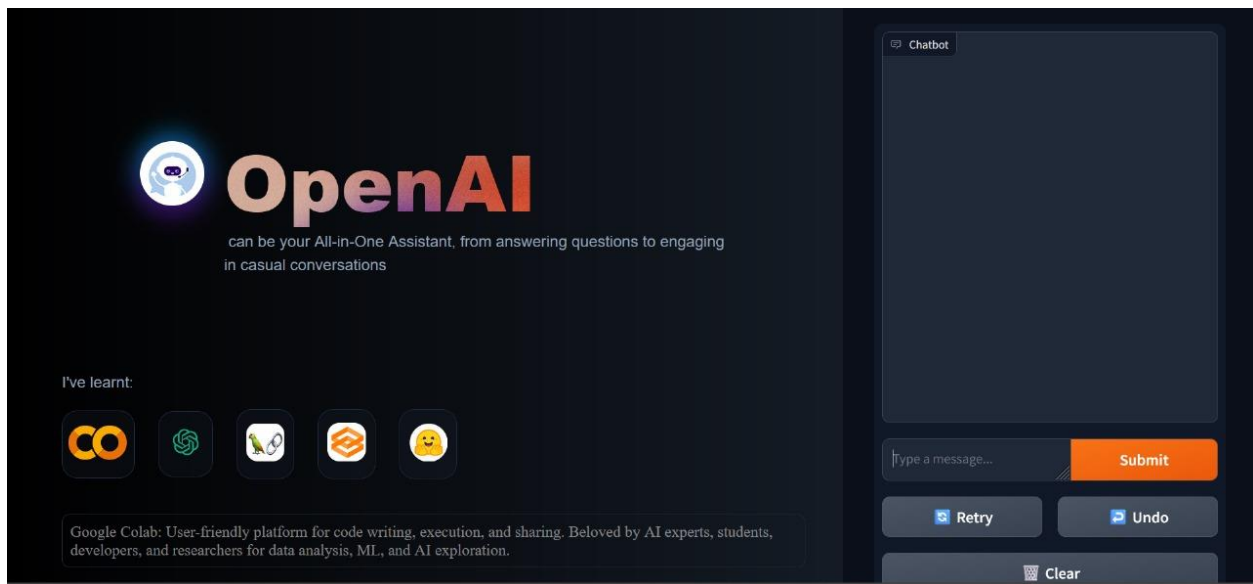 OpenAI
can be your All-in-One Assistant, from answering questions to engaging
in casual conversations
I've learnt:
CO
Google Colab: User-friendly platform for code writing, execution, and sharing. Beloved by AI experts, students,
developers, and researchers for data analysis, ML, and AI exploration.
Chatbot
Type a message...
Submit
Retry
Undo
Clear